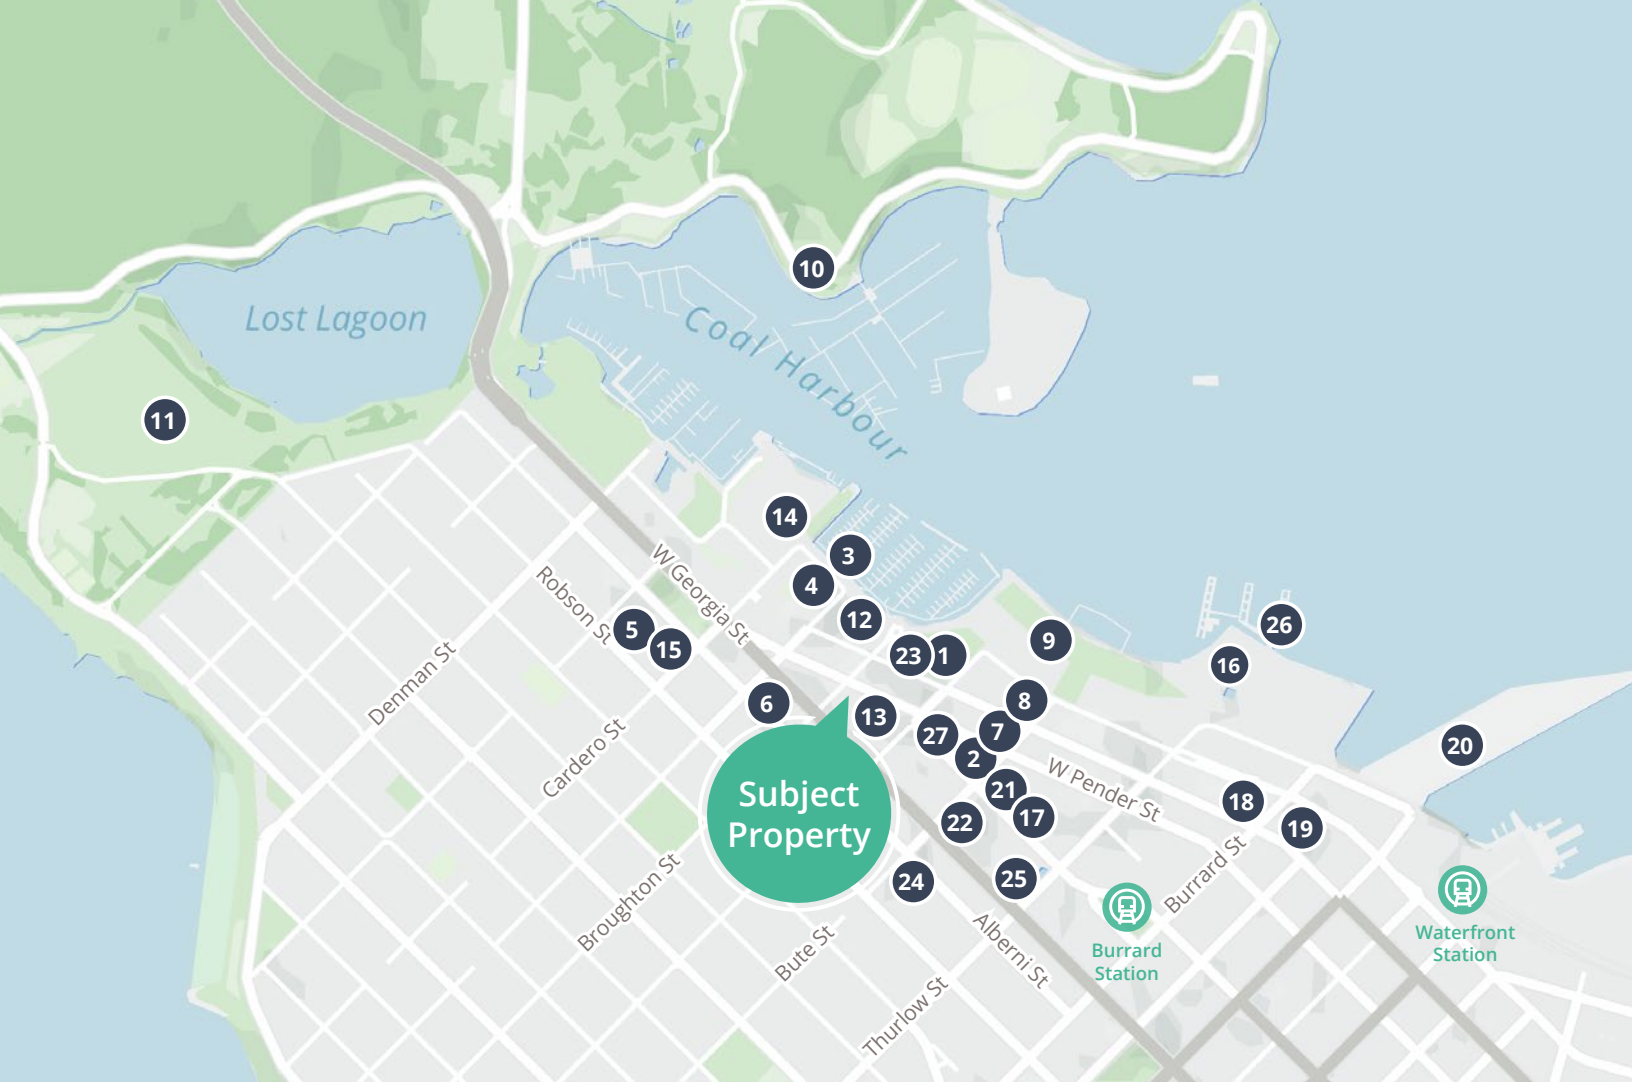 10
Lost Lagoon
Coal Harbour
11
14
3
W Georgia St
4
Robson St
12
5
15
23
1
9
26
16
Denman St
6
8
13
7
27
2
20
Cardero St
W Pender St
Subject
Property
21
18
17
22
19
Burrard St
24
25
Broughton St
Alberni St
Burrard
Station
Waterfront
Station
Bute St
Thurlow St